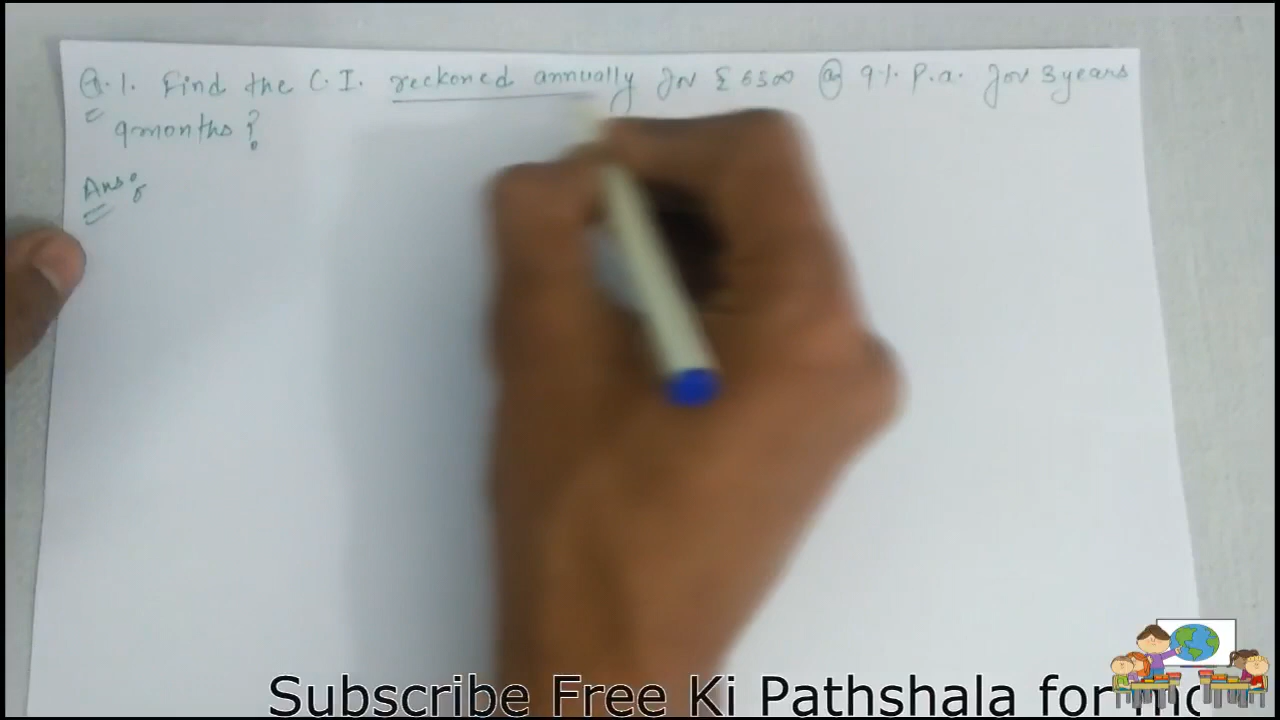 Q.1. Find the C.I. reckoned annually for ₹ 6500 @ 9% p.a. for 3 years
9 months?
Ans:
Subscribe Free Ki Pathshala for